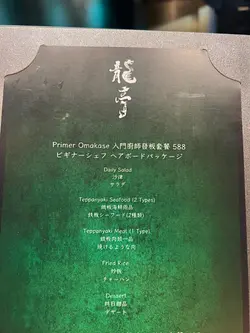 龍亭
Primer Omakase 入門廚師發板套餐 588
ビギナーシェフ ヘアボードパッケージ
Daily Salad
沙律
サラダ
Teppanyaki Seafood (2 Types)
鐵板海鮮兩品
鉄板シーフード(2種類)
Teppanyaki Meat (1 Type)
鐵板肉類一品
焼けるような肉
Fried Rice
炒飯
チャーハン
Dessert
時日甜品
デザート